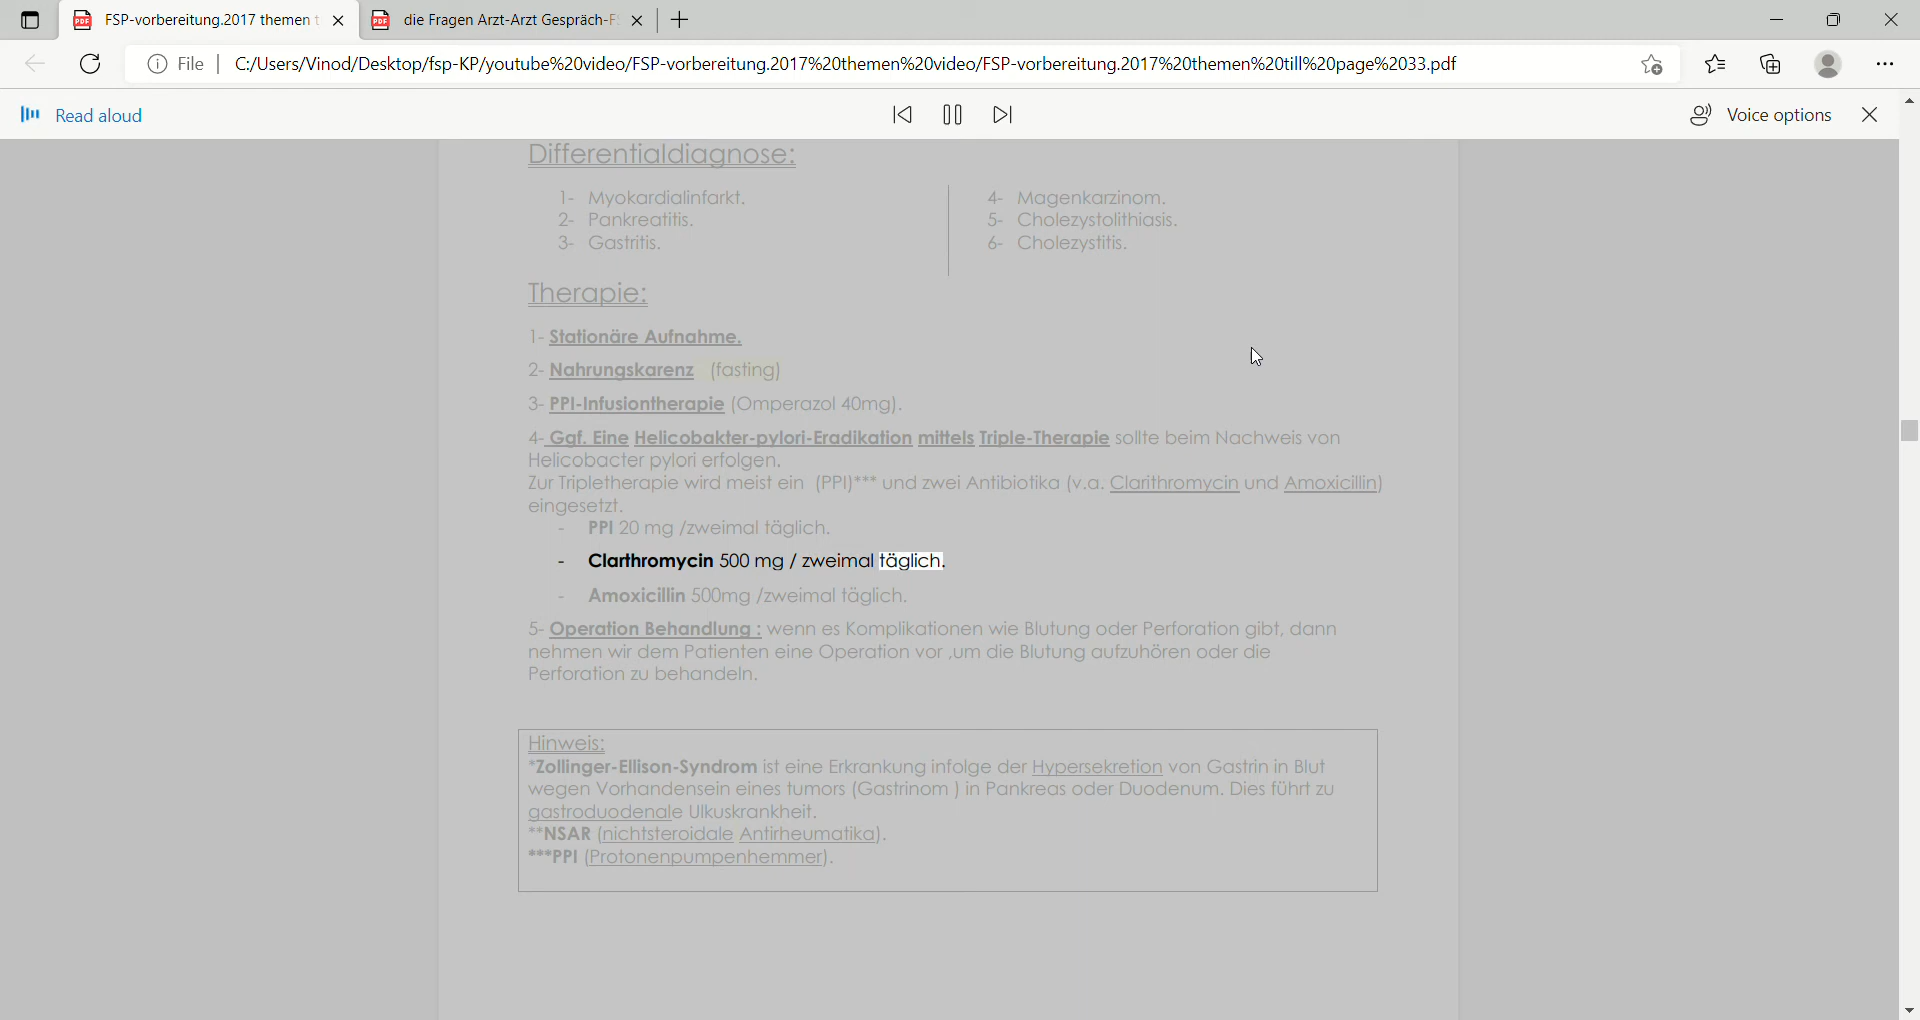 FSP-vorbereitung.2017 themen t
die Fragen Arzt-Arzt Gespräch-FS
File
C:/Users/Vinod/Desktop/fsp-KP/youtube%20video/FSP-vorbereitung.2017%20themen%20video/FSP-vorbereitung.2017%20themen%20till%20page%2033.pdf
Read aloud
Voice options
Differentialdiagnose:
1- Myokardialinfarkt.
2- Pankreatitis.
3- Gastritis.
4- Magenkarzinom.
5- Cholezystolithiasis.
6- Cholezystitis.
Therapie:
1- Stationäre Aufnahme.
2- Nahrungskarenz (fasting)
3- PPI-Infusiontherapie (Omperazol 40mg).
4- Ggf. Eine Helicobakter-pylori-Eradikation mittels Triple-Therapie sollte beim Nachweis von
Helicobacter pylori erfolgen.
Zur Tripletherapie wird meist ein (PPI)*** und zwei Antibiotika (v.a. Clarithromycin und Amoxicillin)
eingesetzt.
- PPI 20 mg /zweimal täglich.
- Clarthromycin 500 mg / zweimal täglich.
- Amoxicillin 500mg /zweimal täglich.
5- Operation Behandlung : wenn es Komplikationen wie Blutung oder Perforation gibt, dann
nehmen wir dem Patienten eine Operation vor ,um die Blutung aufzuhören oder die
Perforation zu behandeln.
Hinweis:
*Zollinger-Ellison-Syndrom ist eine Erkrankung infolge der Hypersekretion von Gastrin in Blut
wegen Vorhandensein eines tumors (Gastrinom ) in Pankreas oder Duodenum. Dies führt zu
gastroduodenale Ulkuskrankheit.
**NSAR (nichtsteroidale Antirheumatika).
***PPI (Protonenpumpenhemmer).